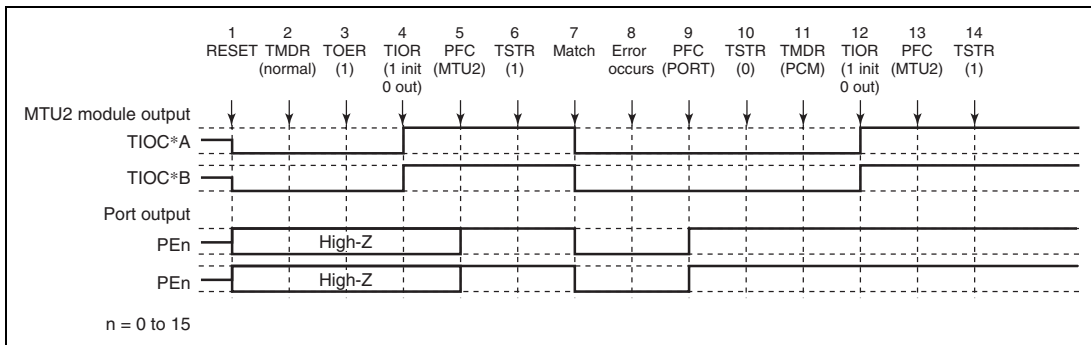 1 2 3 4 5 6 7 8 9 10 11 12 13 14
RESET TMDR TOER TIOR PFC TSTR Match Error PFC TSTR TMDR TIOR PFC TSTR
(normal) (1) (1 init (MTU2) (1) occurs (PORT) (0) (PCM) (1 init (MTU2) (1)
0 out) 0 out)
MTU2 module output
TIOC*A
TIOC*B
Port output
PEn High-Z
PEn High-Z
n = 0 to 15